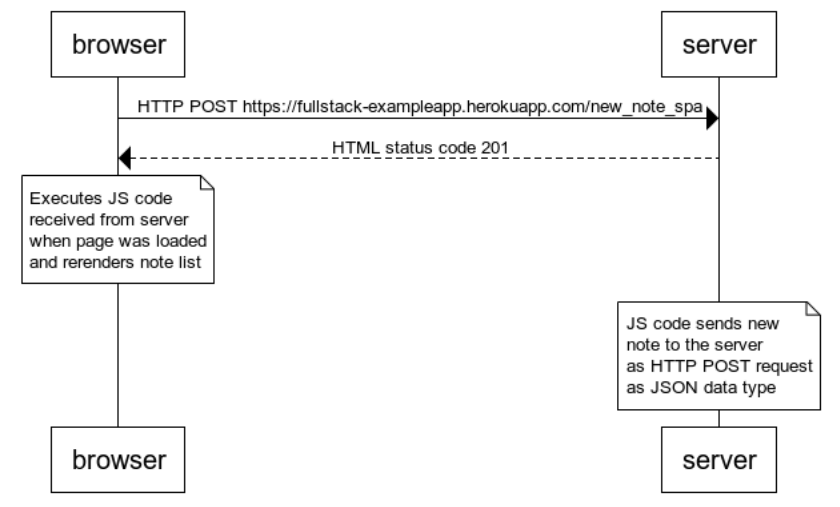 browser
server
HTTP POST https://fullstack-exampleapp.herokuapp.com/new_note_spa
HTML status code 201
Executes JS code
received from server
when page was loaded
and rerenders note list
JS code sends new
note to the server
as HTTP POST request
as JSON data type
browser
server